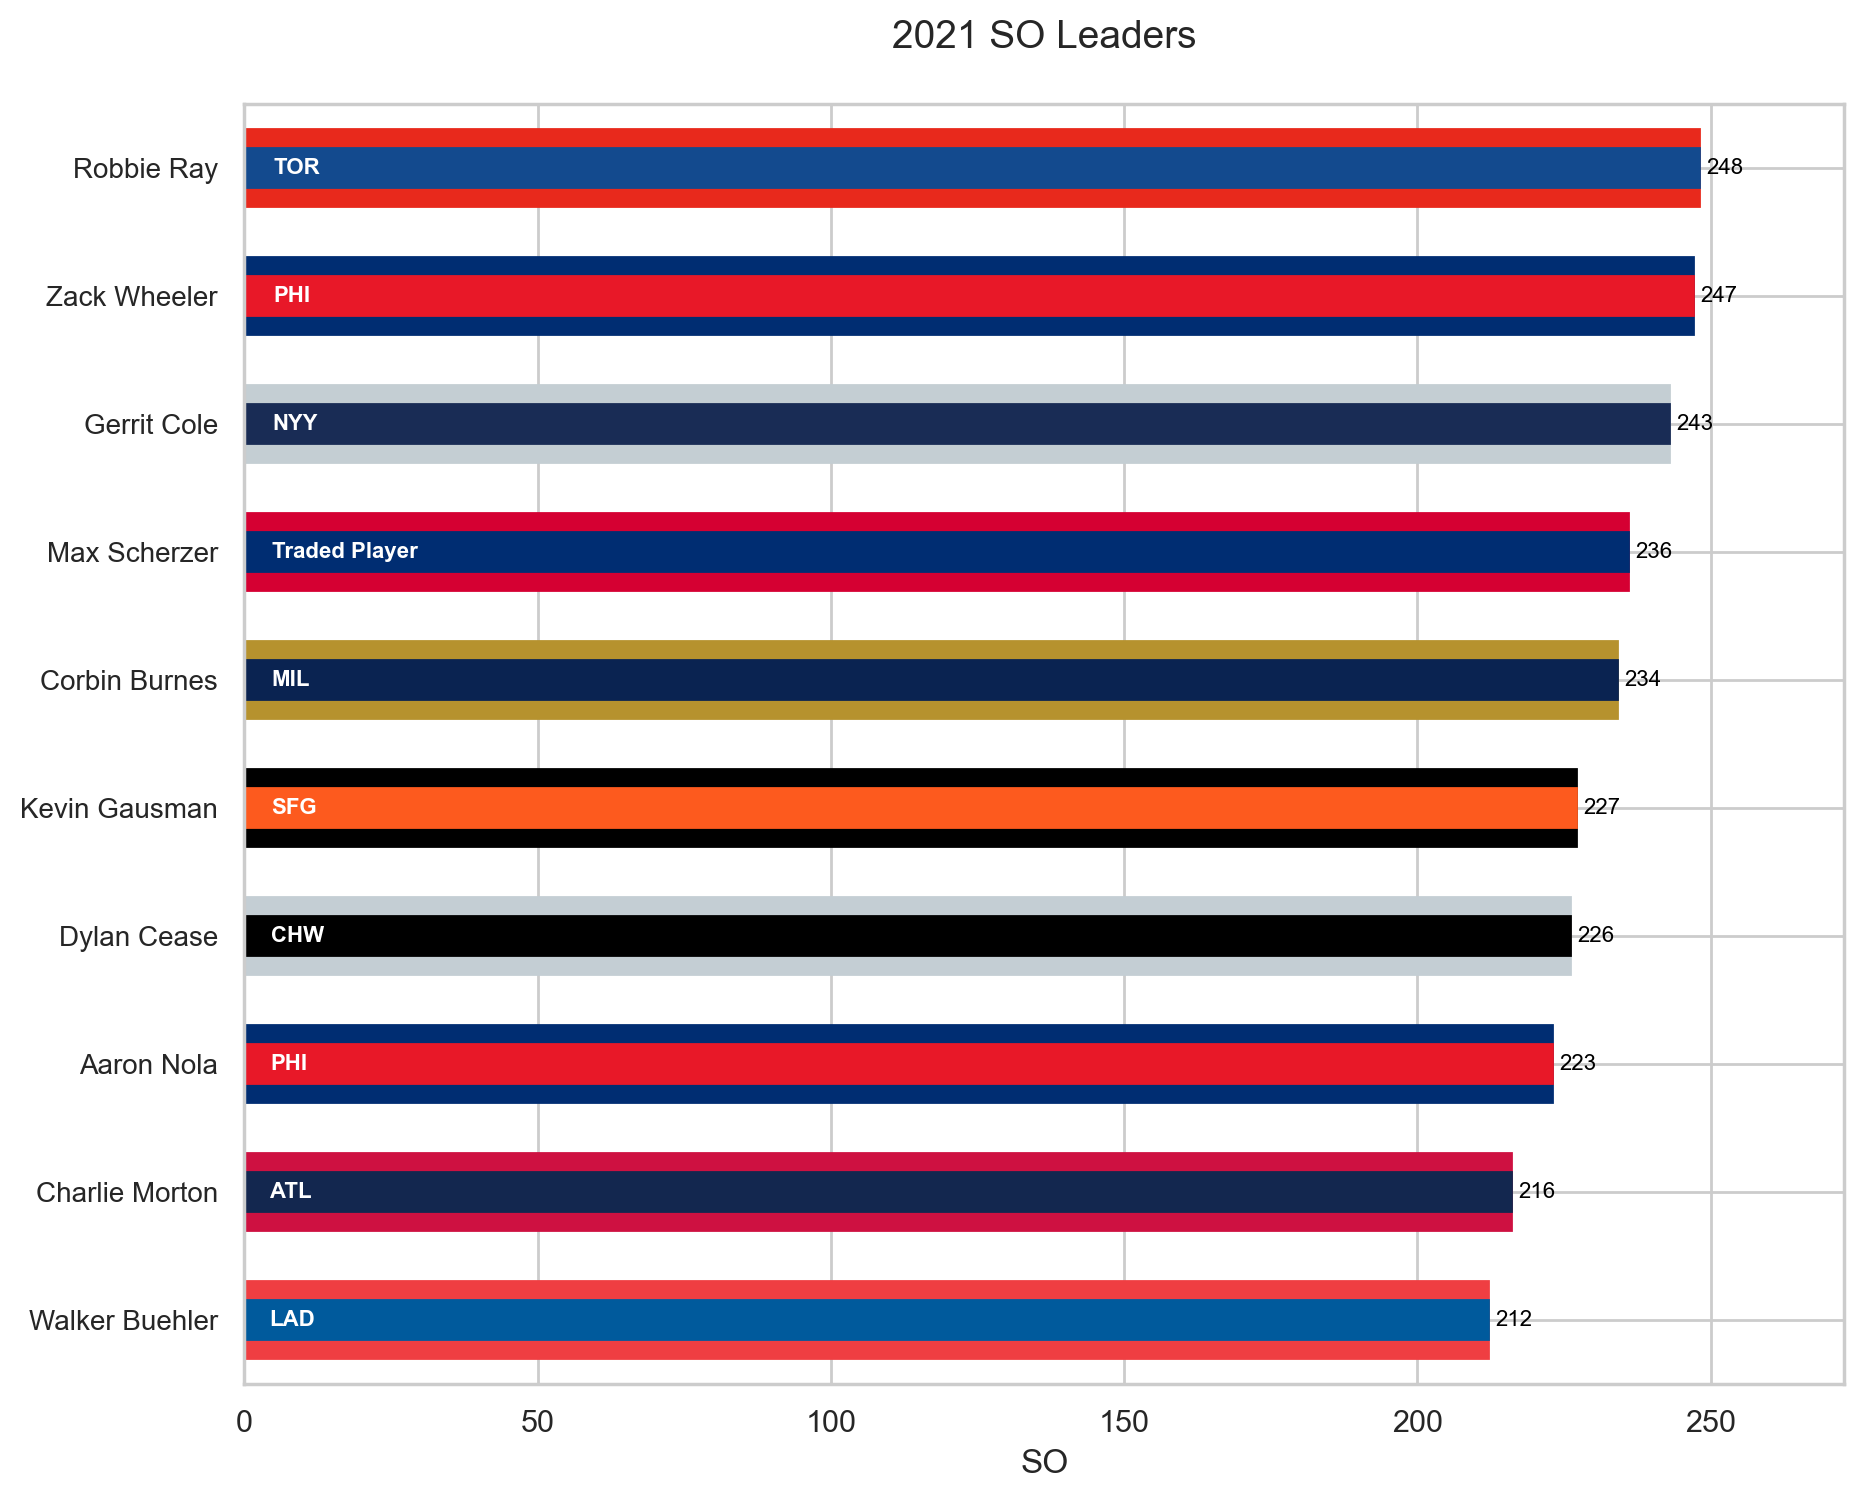 2021 SO Leaders
Robbie Ray TOR 248
Zack Wheeler PHI 247
Gerrit Cole NYY 243
Max Scherzer Traded Player 236
Corbin Burnes MIL 234
Kevin Gausman SFG 227
Dylan Cease CHW 226
Aaron Nola PHI 223
Charlie Morton ATL 216
Walker Buehler LAD 212
0 50 100 150 200 250
SO